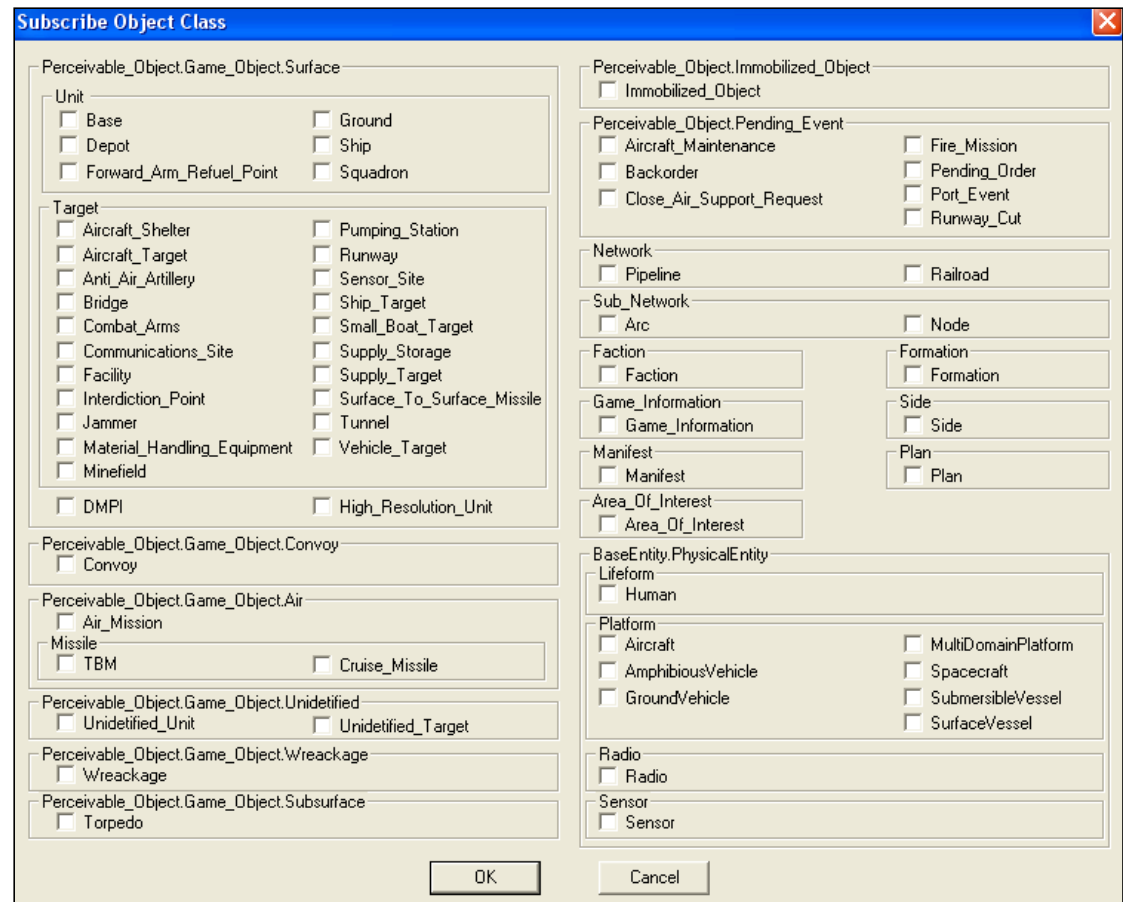 Subscribe Object Class
Perceivable_Object.Game_Object.Surface
Unit
Base
Ground
Depot
Ship
Forward_Arm_Refuel_Point
Squadron
Target
Aircraft_Shelter
Pumping_Station
Aircraft_Target
Runway
Anti_Air_Artillery
Sensor_Site
Bridge
Ship_Target
Combat_Arms
Small_Boat_Target
Communications_Site
Supply_Storage
Facility
Supply_Target
Interdiction_Point
Surface_To_Surface_Missile
Jammer
Tunnel
Material_Handling_Equipment
Vehicle_Target
Minefield
DMPI
High_Resolution_Unit
Perceivable_Object.Game_Object.Convoy
Convoy
Perceivable_Object.Game_Object.Air
Air_Mission
Missile
TBM
Cruise_Missile
Perceivable_Object.Game_Object.Unidetified
Unidetified_Unit
Unidetified_Target
Perceivable_Object.Game_Object.Wreackage
Wreackage
Perceivable_Object.Game_Object.Subsurface
Torpedo
Perceivable_Object.Immobilized_Object
Immobilized_Object
Perceivable_Object.Pending_Event
Aircraft_Maintenance
Fire_Mission
Backorder
Pending_Order
Close_Air_Support_Request
Port_Event
Runway_Cut
Network
Pipeline
Railroad
Sub_Network
Arc
Node
Faction
Faction
Formation
Formation
Game_Information
Game_Information
Side
Side
Manifest
Manifest
Plan
Plan
Area_Of_Interest
Area_Of_Interest
BaseEntity.PhysicalEntity
Lifeform
Human
Platform
Aircraft
MultiDomainPlatform
AmphibiousVehicle
Spacecraft
GroundVehicle
SubmersibleVessel
SurfaceVessel
Radio
Radio
Sensor
Sensor
OK
Cancel